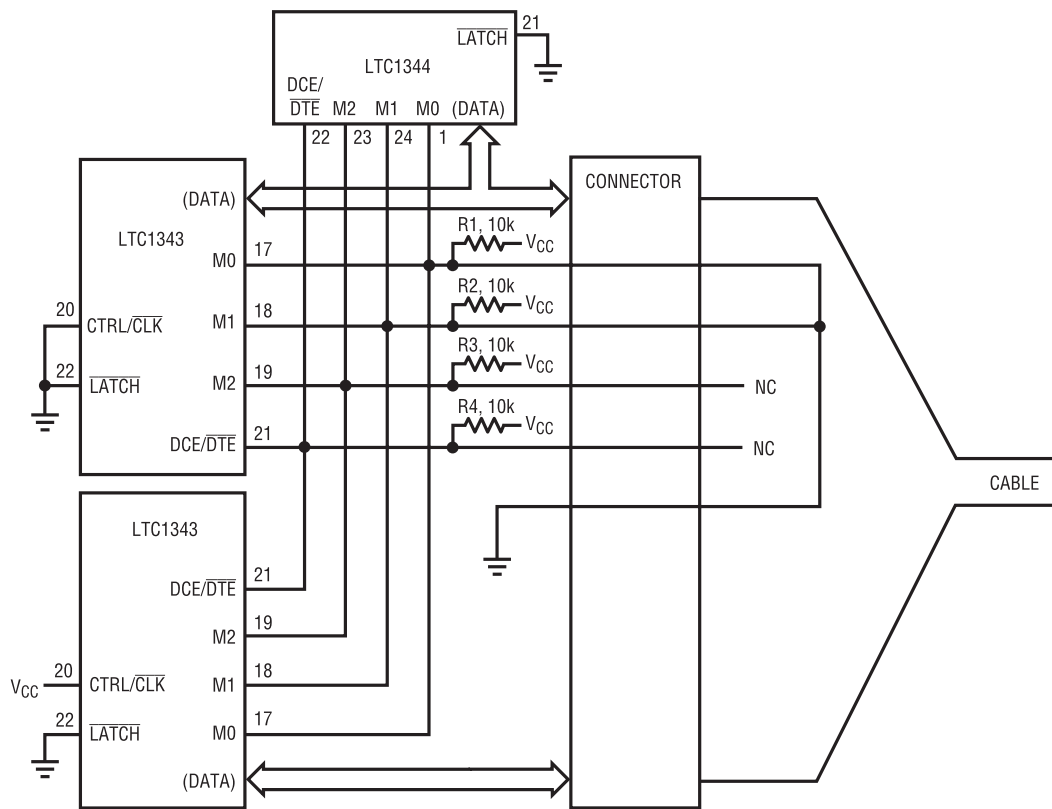 LTC1344
LATCH
21
DCE/
DTE M2 M1 M0 (DATA)
22 23 24 1
LTC1343
(DATA)
M0 17
M1 18
M2 19
DCE/DTE 21
20 CTRL/CLK
22 LATCH
R1, 10k
VCC
R2, 10k
VCC
R3, 10k
VCC
R4, 10k
VCC
CONNECTOR
NC
NC
CABLE
LTC1343
DCE/DTE 21
M2 19
M1 18
M0 17
(DATA)
VCC 20 CTRL/CLK
22 LATCH